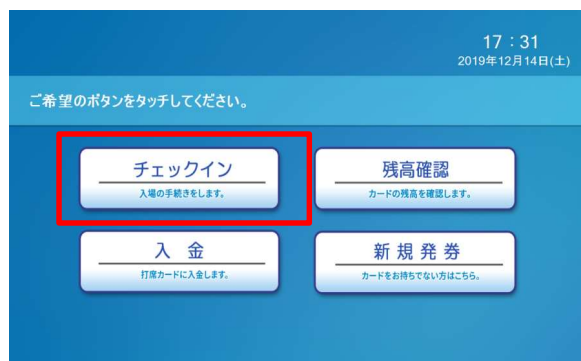 17：31
2019年12月14日(土)
ご希望のボタンをタッチしてください。
チェックイン
入場の手続きをします。
残高確認
カードの残高を確認します。
入 金
打席カードに入金します。
新 規 発 券
カードをお持ちでない方はこちら。